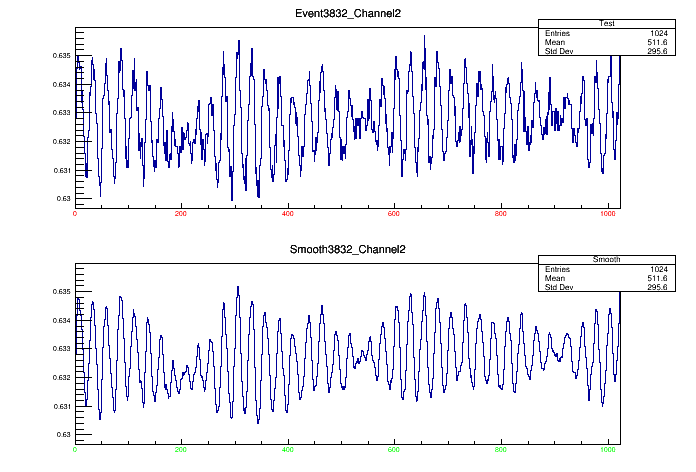 Event3832_Channel2
Test
Entries 1024
Mean 511.6
Std Dev 295.6
0.635
0.634
0.633
0.632
0.631
0.63
0 200 400 600 800 1000
Smooth3832_Channel2
Smooth
Entries 1024
Mean 511.6
Std Dev 295.6
0.635
0.634
0.633
0.632
0.631
0.63
0 200 400 600 800 1000